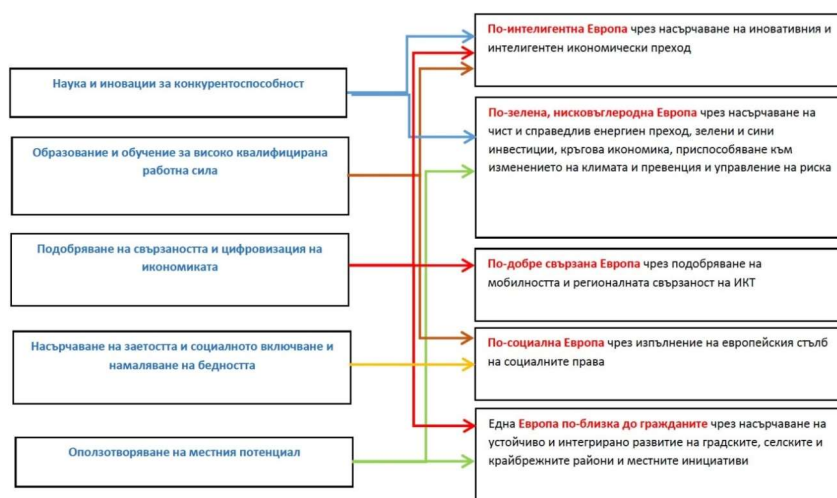 Наука и иновации за конкурентоспособност
Образование и обучение за високо квалифицирана
работна сила
Подобряване на свързаността и цифровизация на
икономиката
Насърчаване на заетостта и социалното включване и
намаляване на бедността
Оползотворяване на местния потенциал
По-интелигентна Европа чрез насърчаване на иновативния и
интелигентен икономически преход
По-зелена, нисковъглеродна Европа чрез насърчаване на
чист и справедлив енергиен преход, зелени и сини
инвестиции, кръгова икономика, приспособяване към
изменението на климата и превенция и управление на риска
По-добре свързана Европа чрез подобряване на
мобилността и регионалната свързаност на ИКТ
По-социална Европа чрез изпълнение на европейския стълб
на социалните права
Една Европа по-близка до гражданите чрез насърчаване на
устойчиво и интегрирано развитие на градските, селските и
и крайбрежните райони и местните инициативи